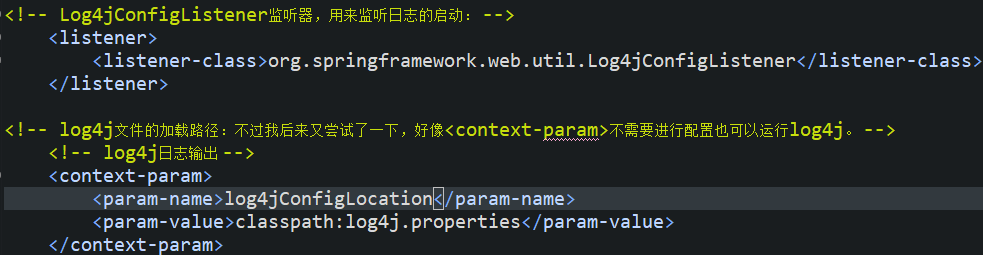 <!-- Log4jConfigListener监听器，用来监听日志的启动：-->
<listener>
<listener-class>org.springframework.web.util.Log4jConfigListener</listener-class>
</listener>
<!-- log4j文件的加载路径：不过我后来又尝试了一下，好像<context-param>不需要进行配置也可以运行log4j。-->
<!-- log4j日志输出 -->
<context-param>
<param-name>log4jConfigLocation</param-name>
<param-value>classpath:log4j.properties</param-value>
</context-param>